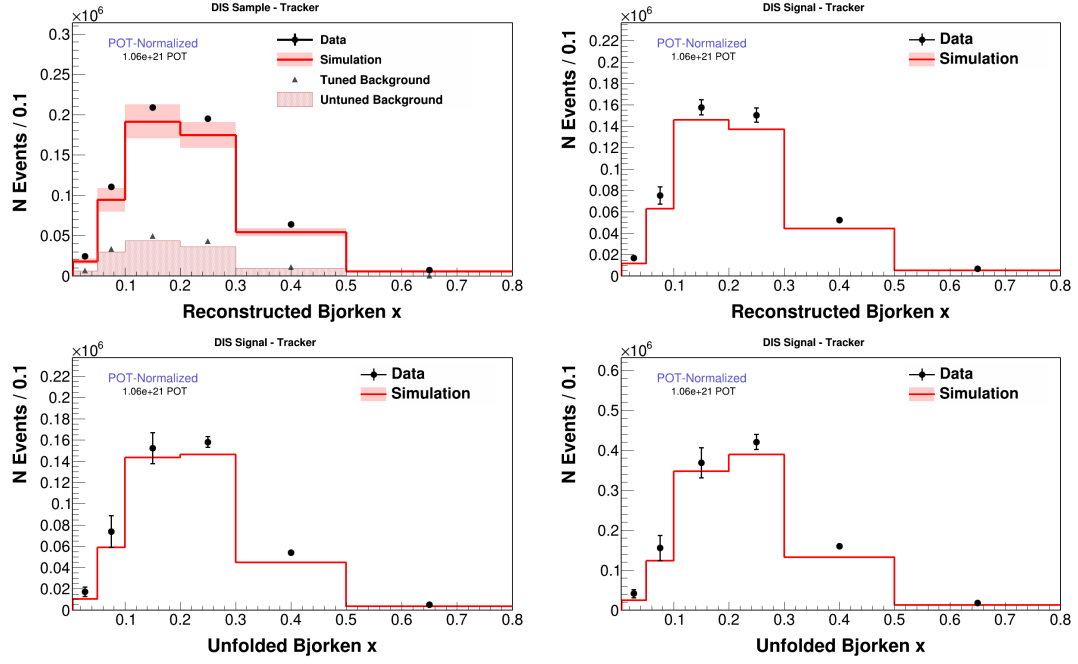 DIS Sample - Tracker
×10^6
N Events / 0.1
0.3
0.25
0.2
0.15
0.1
0.05
0
POT-Normalized
1.06e+21 POT
Data
Simulation
Tuned Background
Untuned Background
0.1 0.2 0.3 0.4 0.5 0.6 0.7 0.8
Reconstructed Bjorken x
DIS Signal - Tracker
×10^6
N Events / 0.1
0.22
0.2
0.18
0.16
0.14
0.12
0.1
0.08
0.06
0.04
0.02
0
POT-Normalized
1.06e+21 POT
Data
Simulation
0.1 0.2 0.3 0.4 0.5 0.6 0.7 0.8
Reconstructed Bjorken x
DIS Signal - Tracker
×10^6
N Events / 0.1
0.22
0.2
0.18
0.16
0.14
0.12
0.1
0.08
0.06
0.04
0.02
0
POT-Normalized
1.06e+21 POT
Data
Simulation
0.1 0.2 0.3 0.4 0.5 0.6 0.7 0.8
Unfolded Bjorken x
DIS Signal - Tracker
×10^6
N Events / 0.1
0.6
0.5
0.4
0.3
0.2
0.1
0
POT-Normalized
1.06e+21 POT
Data
Simulation
0.1 0.2 0.3 0.4 0.5 0.6 0.7 0.8
Unfolded Bjorken x